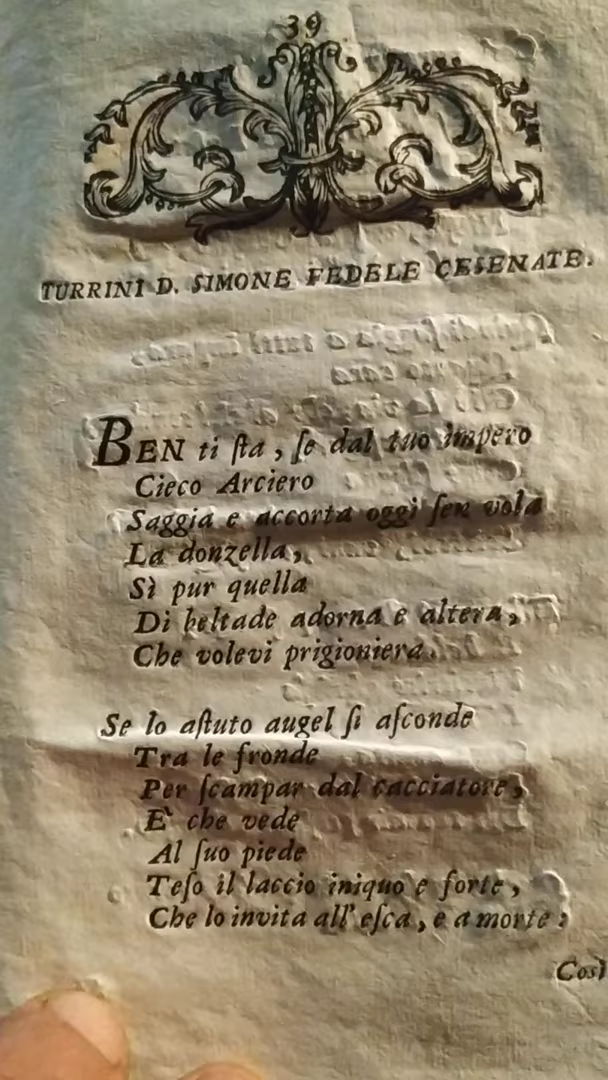 39
TURRINI D. SIMONE FEDELE CESENATE.
BEN ti ſta, ſe dal tuo impero
Cieco Arciero
Saggia e accorta oggi ſen vola
La donzella,
Sì pur quella
Di beltade adorna e altera,
Che volevi prigioniera.
Se lo aſtuto augel ſi aſconde
Tra le fronde
Per ſcampar dal cacciatore,
E' che vede
Al ſuo piede
Teſo il laccio iniquo e forte,
Che lo invita all' eſca, e a morte:
Così